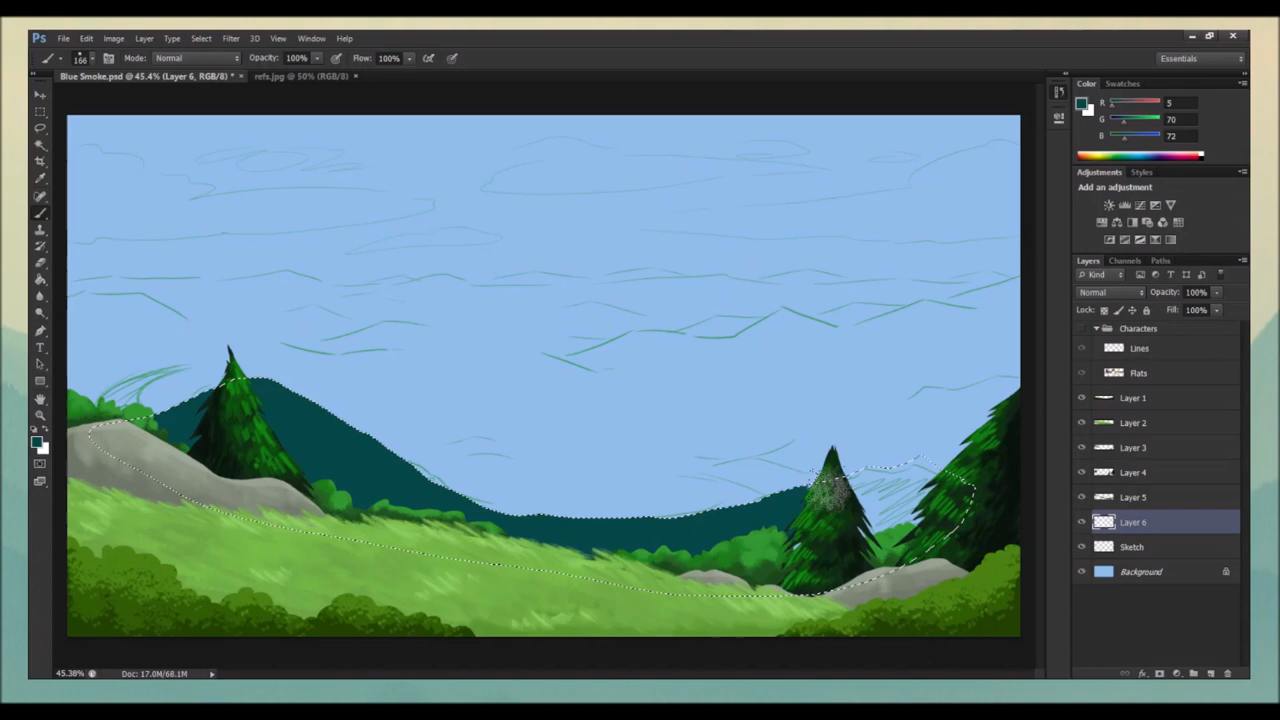 Ps File Edit Image Layer Type Select Filter 3D View Window Help
166 Mode: Normal Opacity: 100% Flow: 100% Essentials
Blue Smoke.psd @ 45.4% (Layer 6, RGB/8) * × refs.jpg @ 50% (RGB/8) ×
Color Swatches
R 5
G 70
B 72
Adjustments Styles
Add an adjustment
Layers Channels Paths
Kind
Normal Opacity: 100%
Lock: Fill: 100%
Characters
Lines
Flats
Layer 1
Layer 2
Layer 3
Layer 4
Layer 5
Layer 6
Sketch
Background
45.38% Doc: 17.0M/68.1M